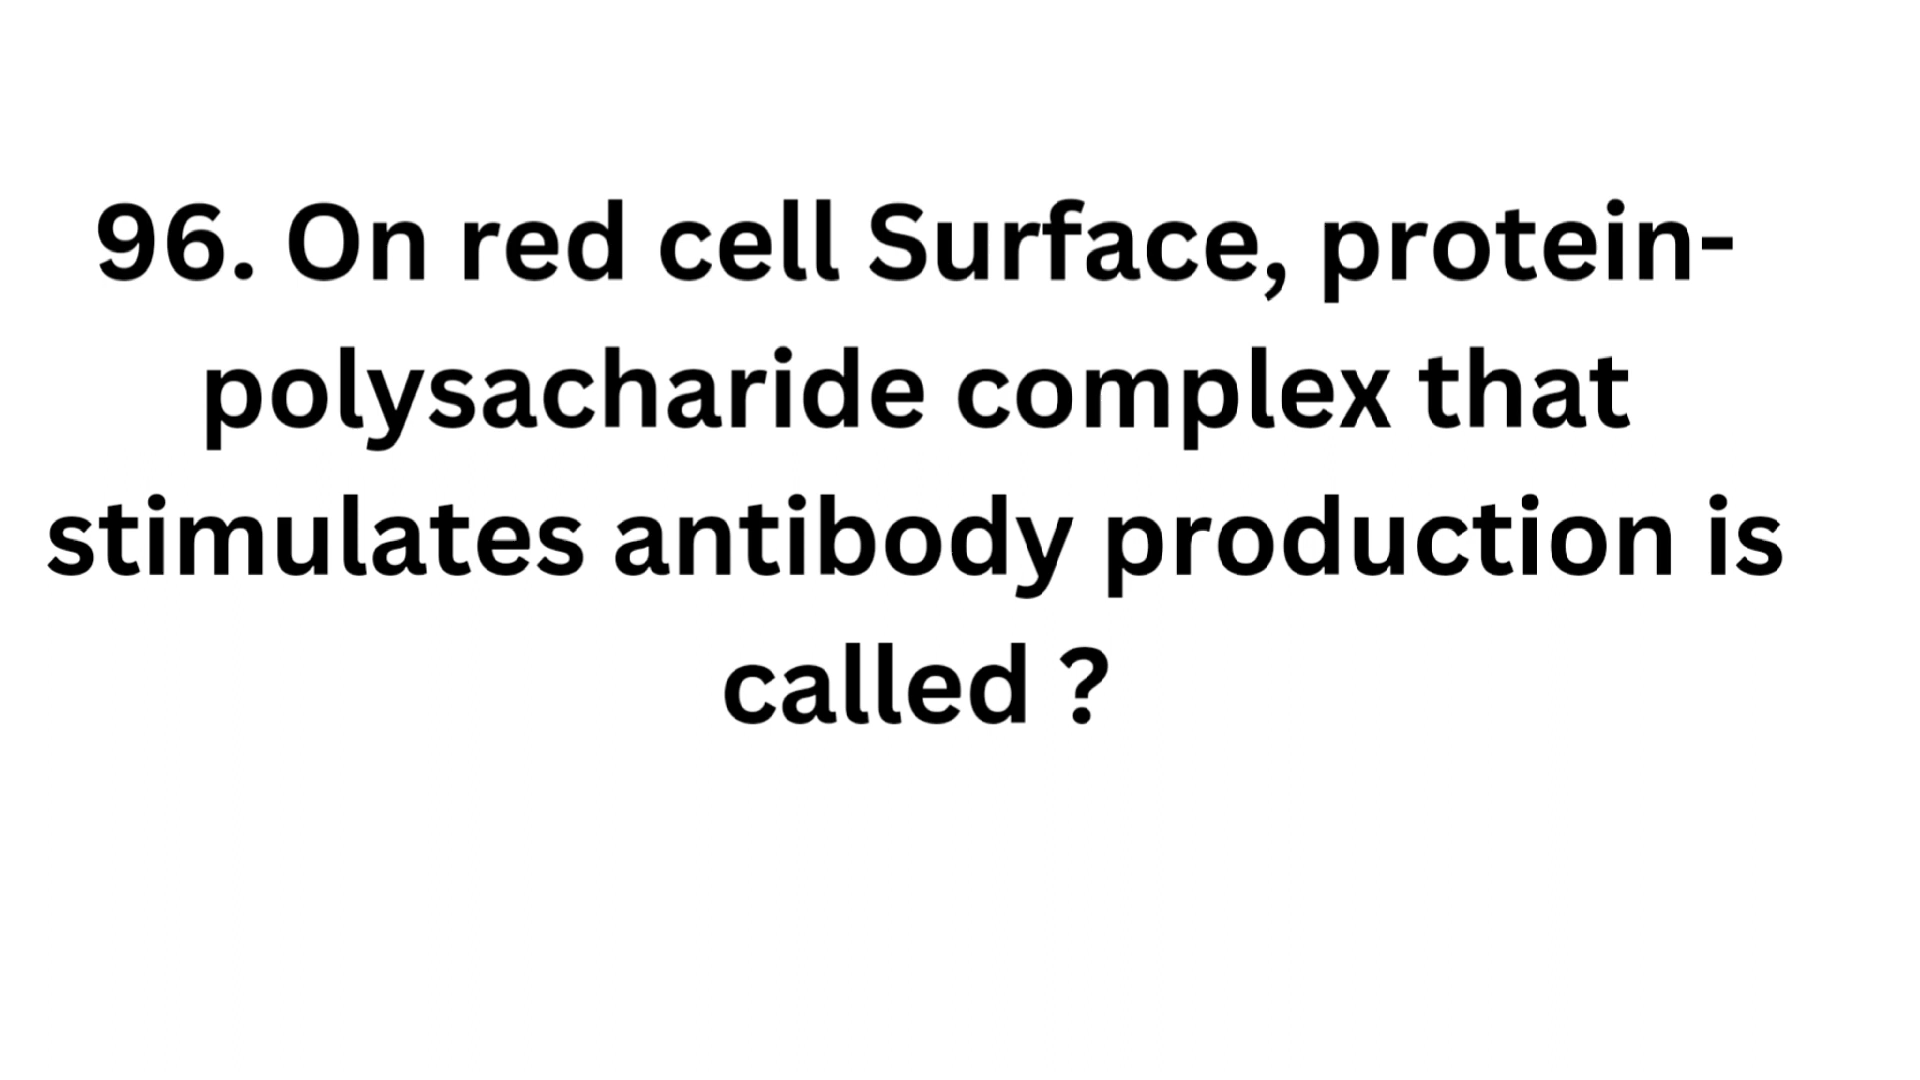 96. On red cell Surface, protein-
polysacharide complex that
stimulates antibody production is
called ?